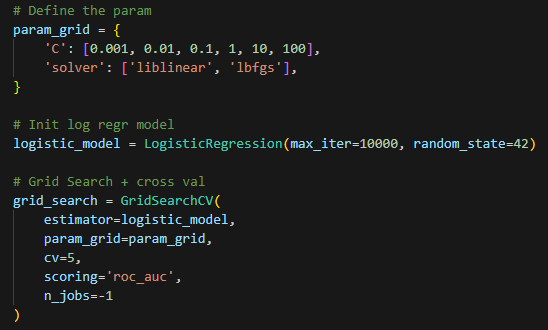 # Define the param
param_grid = {
    'C': [0.001, 0.01, 0.1, 1, 10, 100],
    'solver': ['liblinear', 'lbfgs'],
}

# Init log regr model
logistic_model = LogisticRegression(max_iter=10000, random_state=42)

# Grid Search + cross val
grid_search = GridSearchCV(
    estimator=logistic_model,
    param_grid=param_grid,
    cv=5,
    scoring='roc_auc',
    n_jobs=-1
)